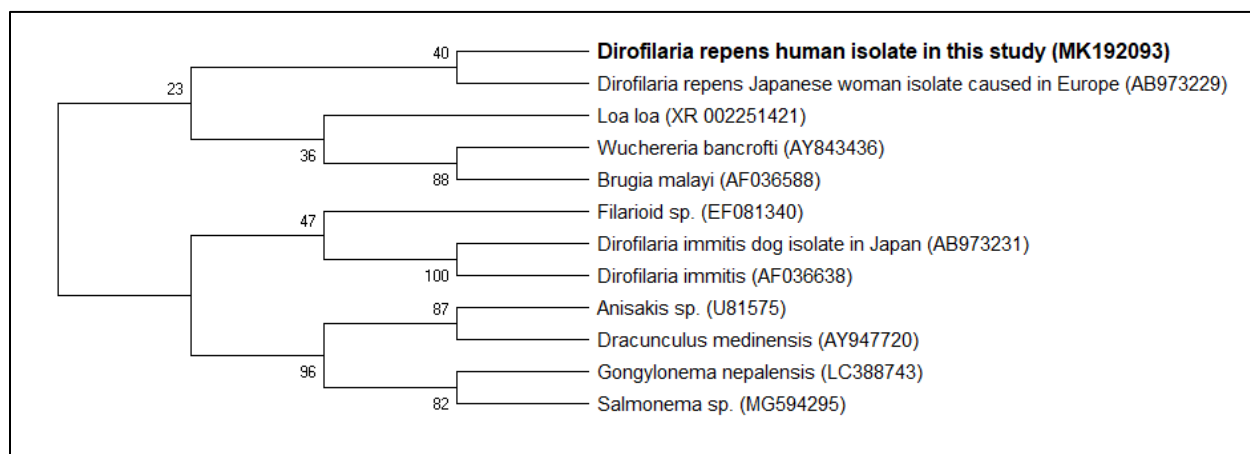 40
Dirofilaria repens human isolate in this study (MK192093)
Dirofilaria repens Japanese woman isolate caused in Europe (AB973229)
23
Loa loa (XR 002251421)
Wuchereria bancrofti (AY843436)
36
88
Brugia malayi (AF036588)
47
Filarioid sp. (EF081340)
Dirofilaria immitis dog isolate in Japan (AB973231)
100
Dirofilaria immitis (AF036638)
87
Anisakis sp. (U81575)
Dracunculus medinensis (AY947720)
96
Gongylonema nepalensis (LC388743)
82
Salmonema sp. (MG594295)